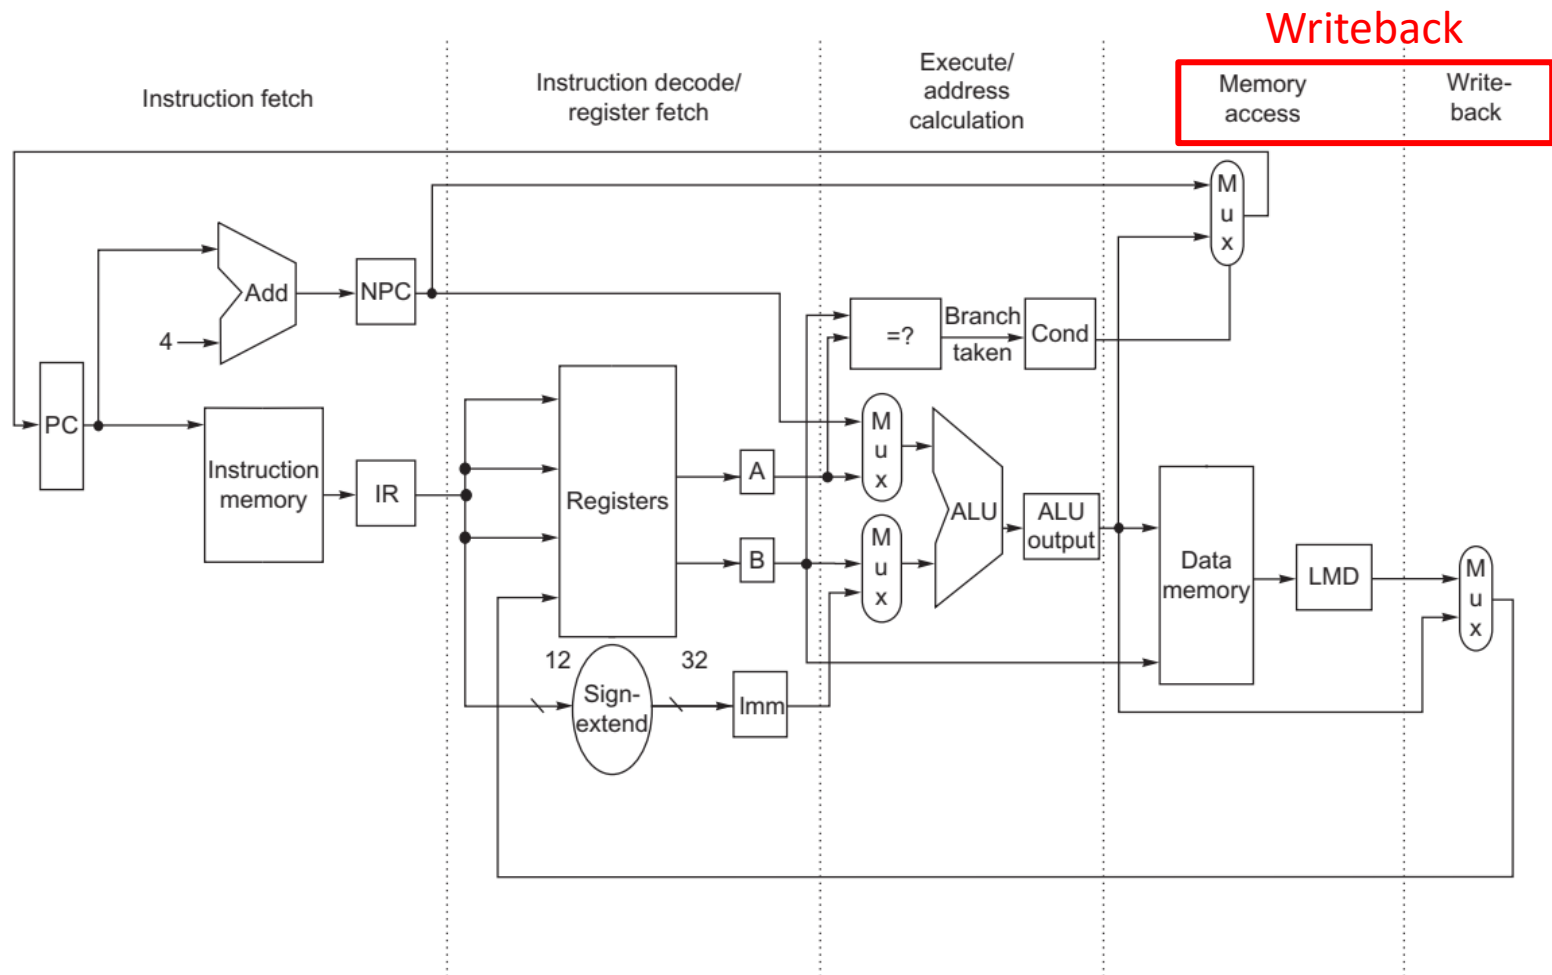 Writeback
Instruction fetch
Instruction decode/
register fetch
Execute/
address
calculation
Memory
access
Write-
back
M
u
x
Add
NPC
4
=?
Branch
taken
Cond
PC
Instruction
memory
IR
Registers
A
B
M
u
x
M
u
x
ALU
ALU
output
Data
memory
LMD
M
u
x
12
32
Sign-
extend
Imm